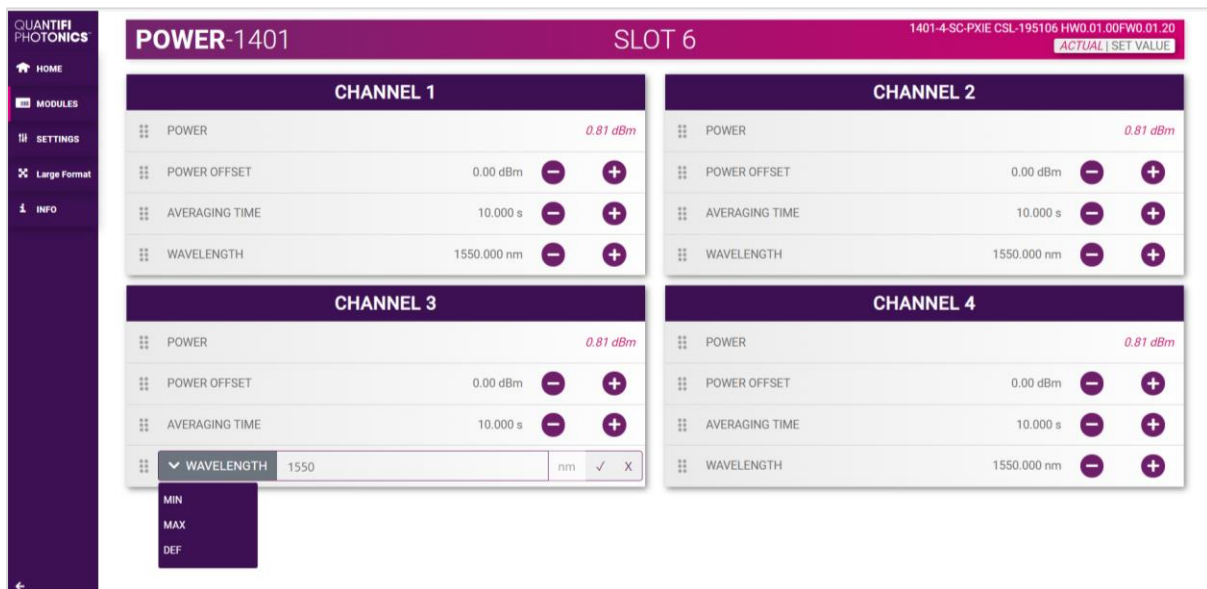 QUANTIFI
PHOTONICS
HOME
MODULES
SETTINGS
Large Format
INFO
POWER-1401
SLOT 6
1401-4-SC-PXIE CSL-195106 HW0.01.00FW0.01.20
ACTUAL | SET VALUE
CHANNEL 1
POWER 0.81 dBm
POWER OFFSET 0.00 dBm
AVERAGING TIME 10.000 s
WAVELENGTH 1550.000 nm
CHANNEL 2
POWER 0.81 dBm
POWER OFFSET 0.00 dBm
AVERAGING TIME 10.000 s
WAVELENGTH 1550.000 nm
CHANNEL 3
POWER 0.81 dBm
POWER OFFSET 0.00 dBm
AVERAGING TIME 10.000 s
WAVELENGTH 1550 nm ✓ X
MIN
MAX
DEF
CHANNEL 4
POWER 0.81 dBm
POWER OFFSET 0.00 dBm
AVERAGING TIME 10.000 s
WAVELENGTH 1550.000 nm